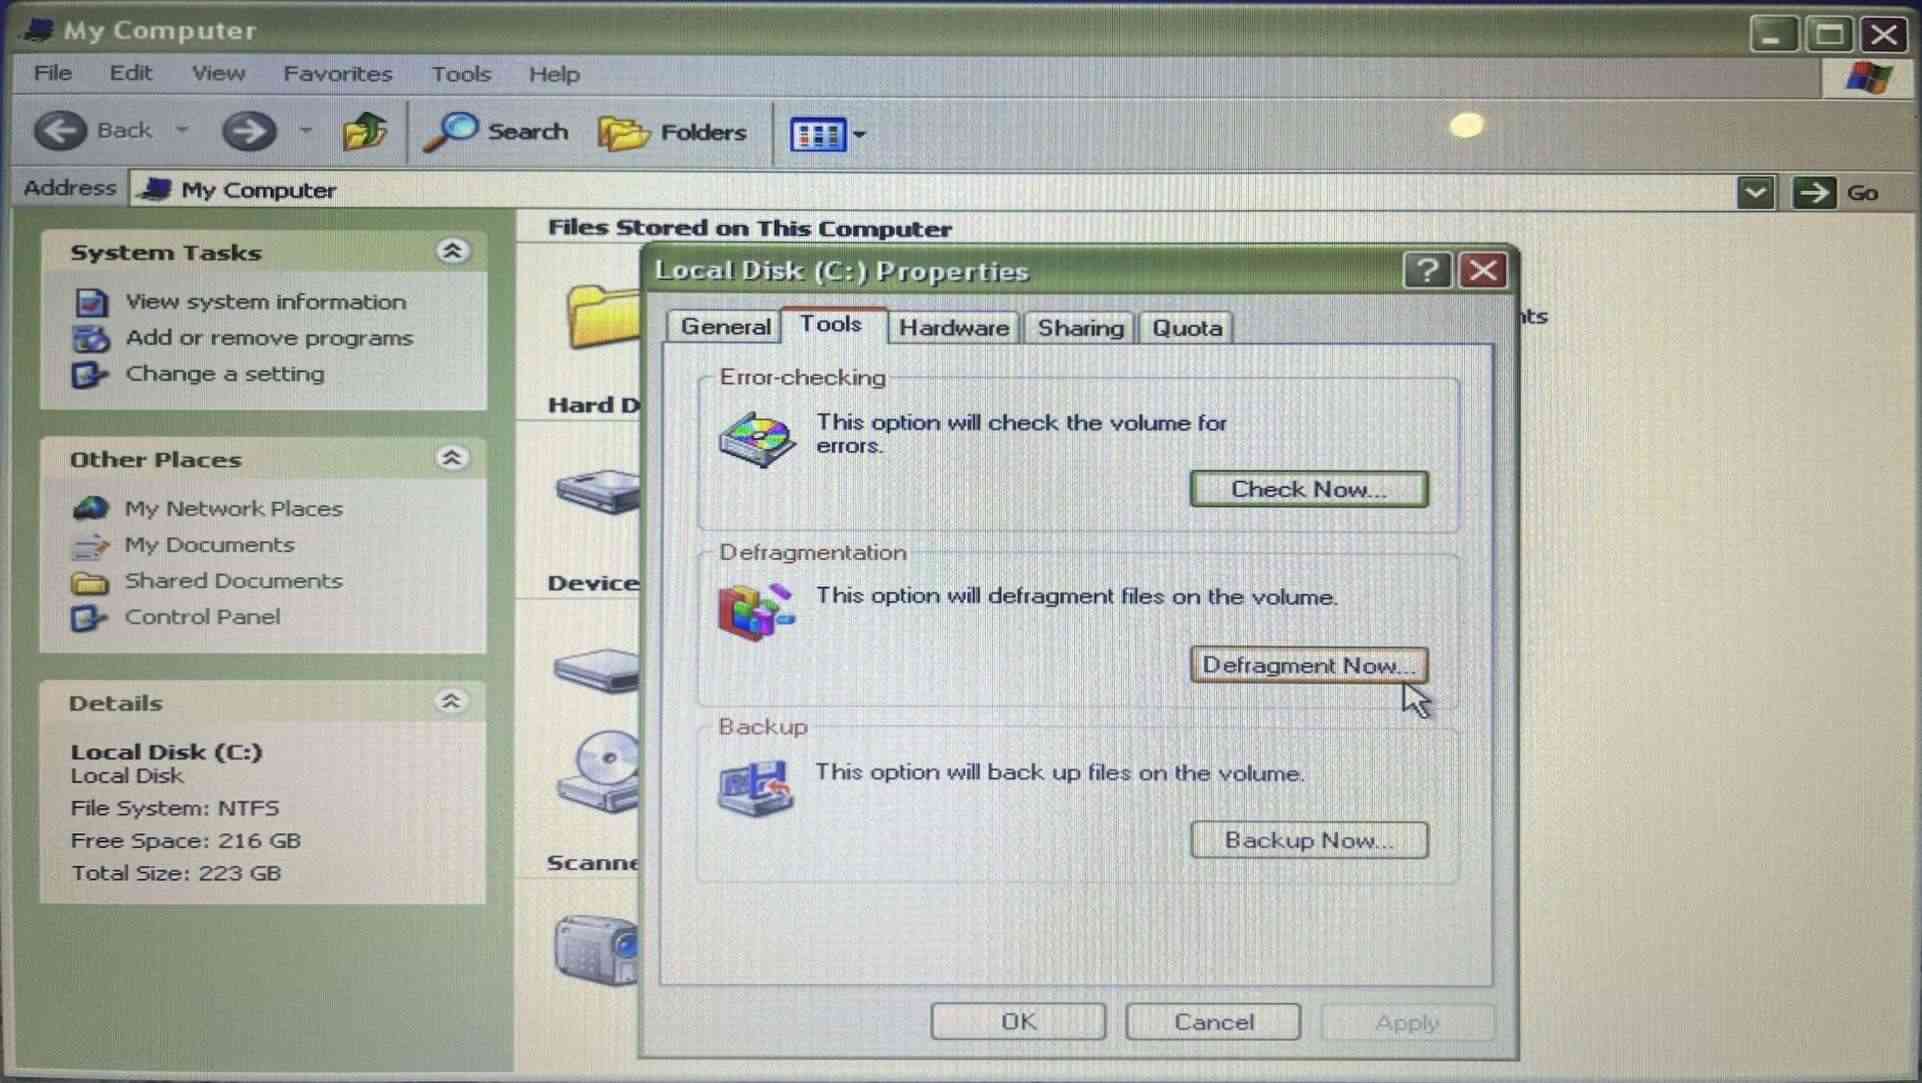 My Computer
File Edit View Favorites Tools Help
Back Search Folders
Address My Computer Go
System Tasks
View system information
Add or remove programs
Change a setting
Other Places
My Network Places
My Documents
Shared Documents
Control Panel
Details
Local Disk (C:)
Local Disk
File System: NTFS
Free Space: 216 GB
Total Size: 223 GB
Files Stored on This Computer
nts
Hard D
Device
Scanne
Local Disk (C:) Properties
General Tools Hardware Sharing Quota
Error-checking
This option will check the volume for
errors.
Check Now...
Defragmentation
This option will defragment files on the volume.
Defragment Now...
Backup
This option will back up files on the volume.
Backup Now...
OK Cancel Apply